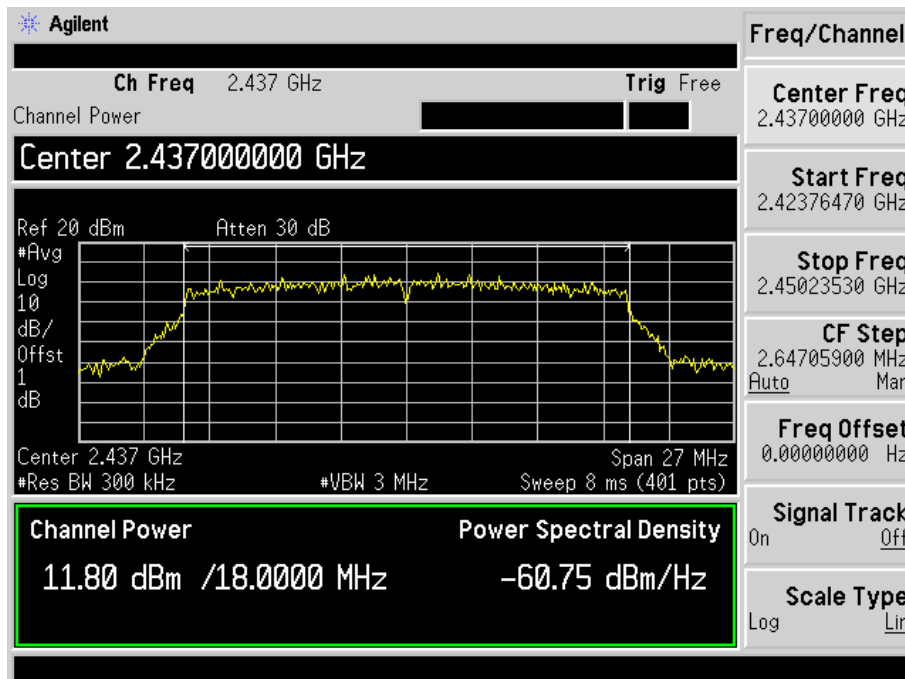 Agilent
Freq/Channel
Ch Freq 2.437 GHz Trig Free
Channel Power
Center 2.437000000 GHz
Ref 20 dBm Atten 30 dB
#Avg
Log
10
dB/
Offst
1
dB
Center 2.437 GHz Span 27 MHz
#Res BW 300 kHz #VBW 3 MHz Sweep 8 ms (401 pts)
Channel Power Power Spectral Density
11.80 dBm /18.0000 MHz -60.75 dBm/Hz
Center Freq
2.43700000 GHz
Start Freq
2.42376470 GHz
Stop Freq
2.45023530 GHz
CF Step
2.64705900 MHz
Auto Man
Freq Offset
0.00000000 Hz
Signal Track
On Off
Scale Type
Log Lin